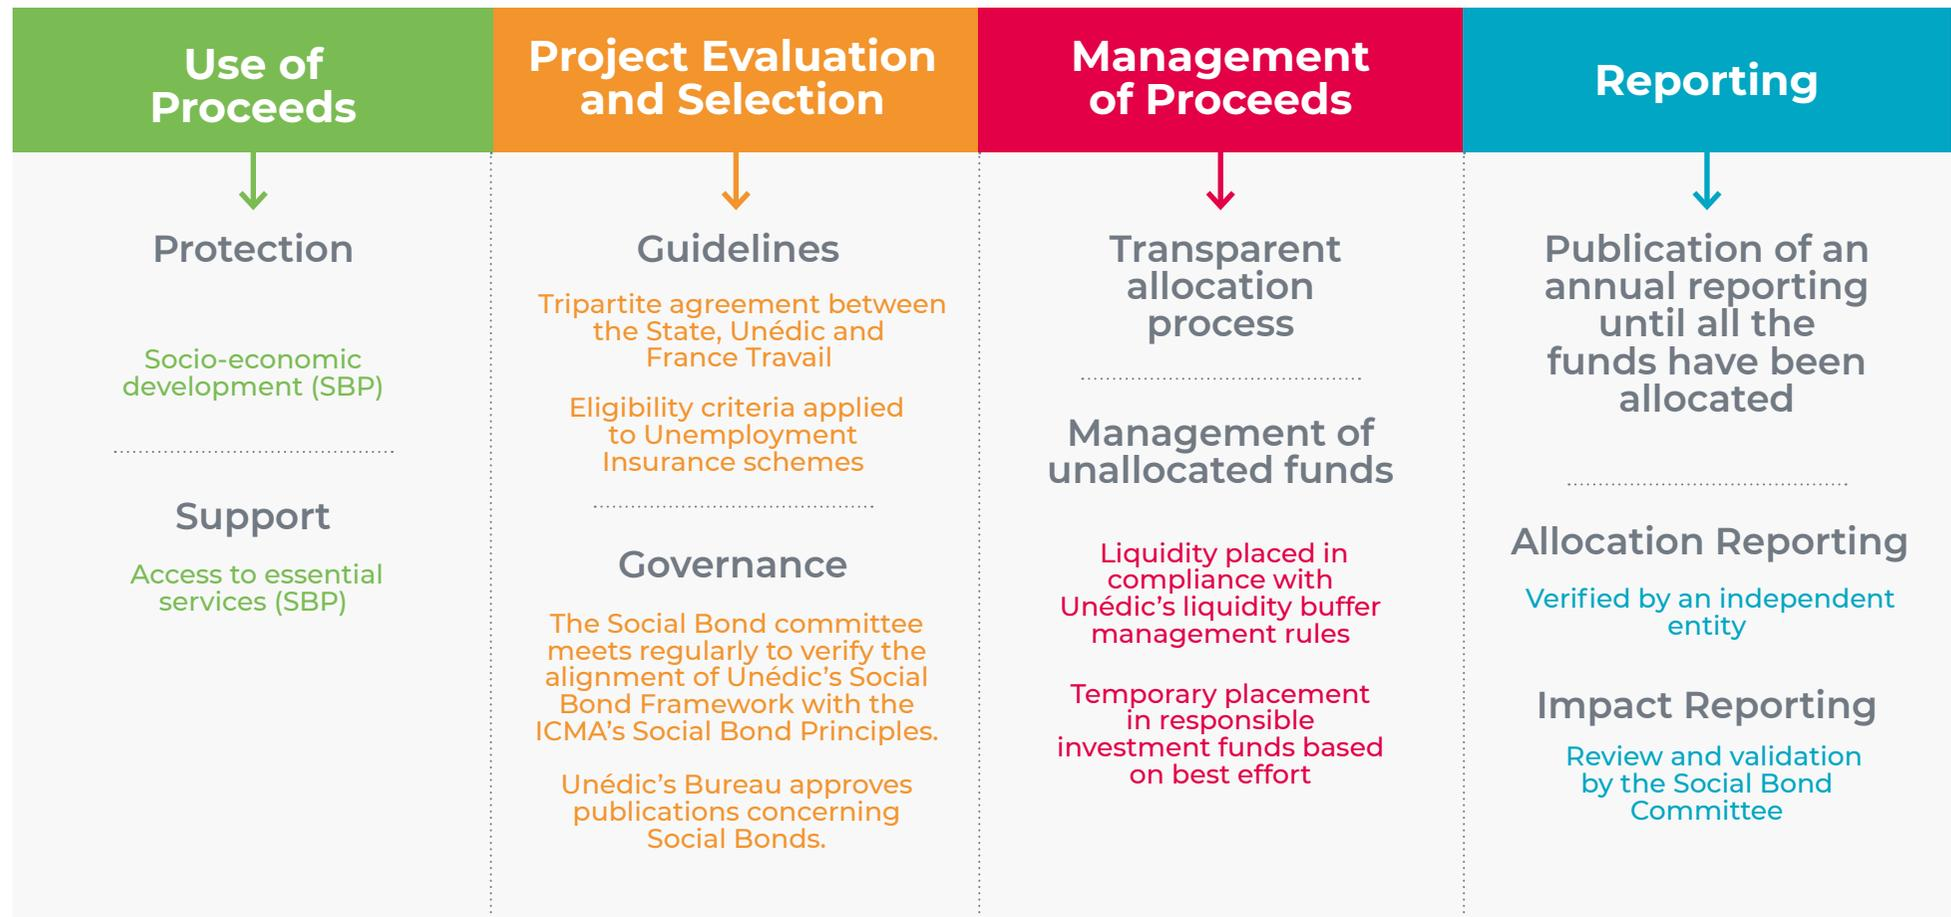 Use of
Proceeds
Protection
Socio-economic
development (SBP)
Support
Access to essential
services (SBP)
Project Evaluation
and Selection
Guidelines
Tripartite agreement between
the State, Unédic and
France Travail
Eligibility criteria applied
to Unemployment
Insurance schemes
Governance
The Social Bond committee
meets regularly to verify the
alignment of Unédic’s Social
Bond Framework with the
ICMA’s Social Bond Principles.
Unédic’s Bureau approves
publications concerning
Social Bonds.
Management
of Proceeds
Transparent
allocation
process
Management of
unallocated funds
Liquidity placed in
compliance with
Unédic’s liquidity buffer
management rules
Temporary placement
in responsible
investment funds based
on best effort
Reporting
Publication of an
annual reporting
until all the
funds have been
allocated
Allocation Reporting
Verified by an independent
entity
Impact Reporting
Review and validation
by the Social Bond
Committee